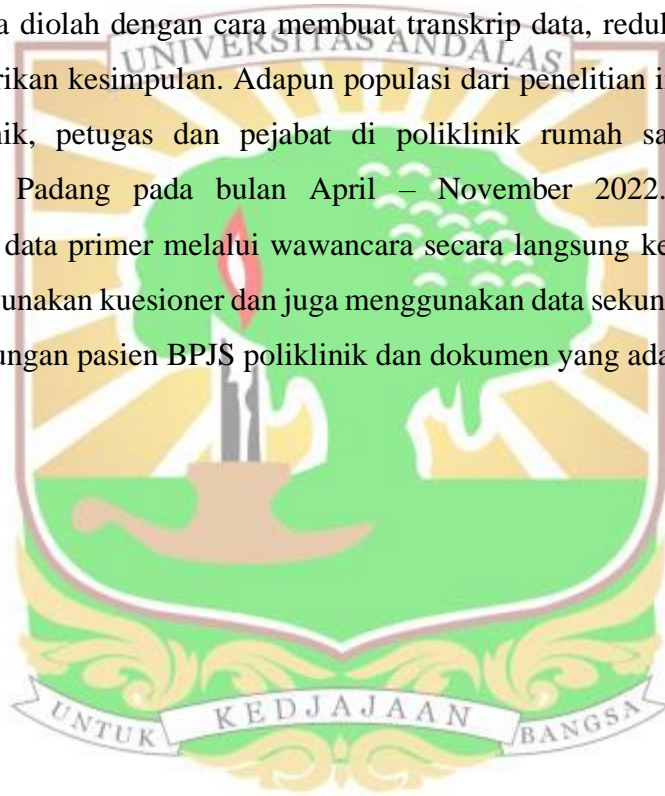 a diolah dengan cara membuat transkrip data, redul
UNIVERSITAS ANDALAS
rikan kesimpulan. Adapun populasi dari penelitian i
nik, petugas dan pejabat di poliklinik rumah sa
Padang pada bulan April – November 2022.
data primer melalui wawancara secara langsung ke
gunakan kuesioner dan juga menggunakan data sekun
ungan pasien BPJS poliklinik dan dokumen yang ada
UNTUK KEDJAJAAN BANGSA